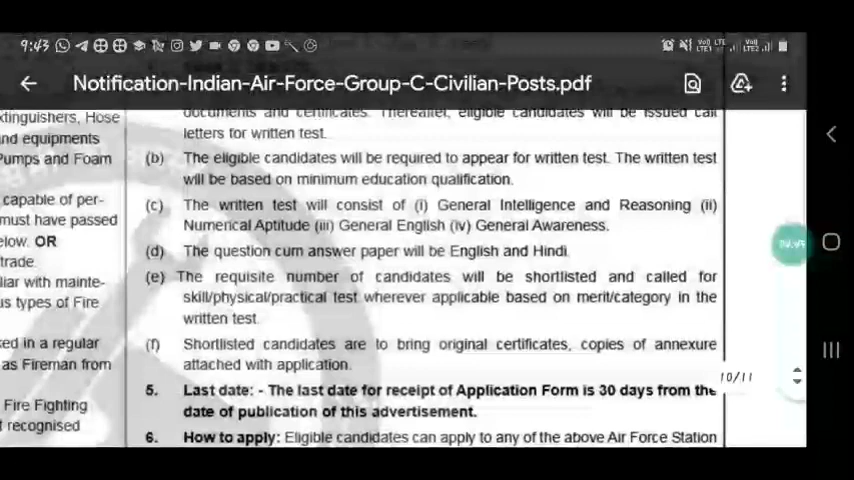 9:43
VoD LTE
LTE1
VoD
LTE2
Notification-Indian-Air-Force-Group-C-Civilian-Posts.pdf
xtinguishers, Hose
nd equipments
Pumps and Foam
capable of per-
must have passed
elow. OR
trade.
liar with mainte-
us types of Fire
ked in a regular
as Fireman from
Fire Fighting
t recognised
documents and certificates. Thereafter, eligible candidates will be issued call
letters for written test.
(b) The eligible candidates will be required to appear for written test. The written test
will be based on minimum education qualification.
(c) The written test will consist of (i) General Intelligence and Reasoning (ii)
Numerical Aptitude (iii) General English (iv) General Awareness.
(d) The question cum answer paper will be English and Hindi.
(e) The requisite number of candidates will be shortlisted and called for
skill/physical/practical test wherever applicable based on merit/category in the
written test.
(f) Shortlisted candidates are to bring original certificates, copies of annexure
attached with application.
5. Last date: - The last date for receipt of Application Form is 30 days from the
date of publication of this advertisement.
6. How to apply: Eligible candidates can apply to any of the above Air Force Station
10/11